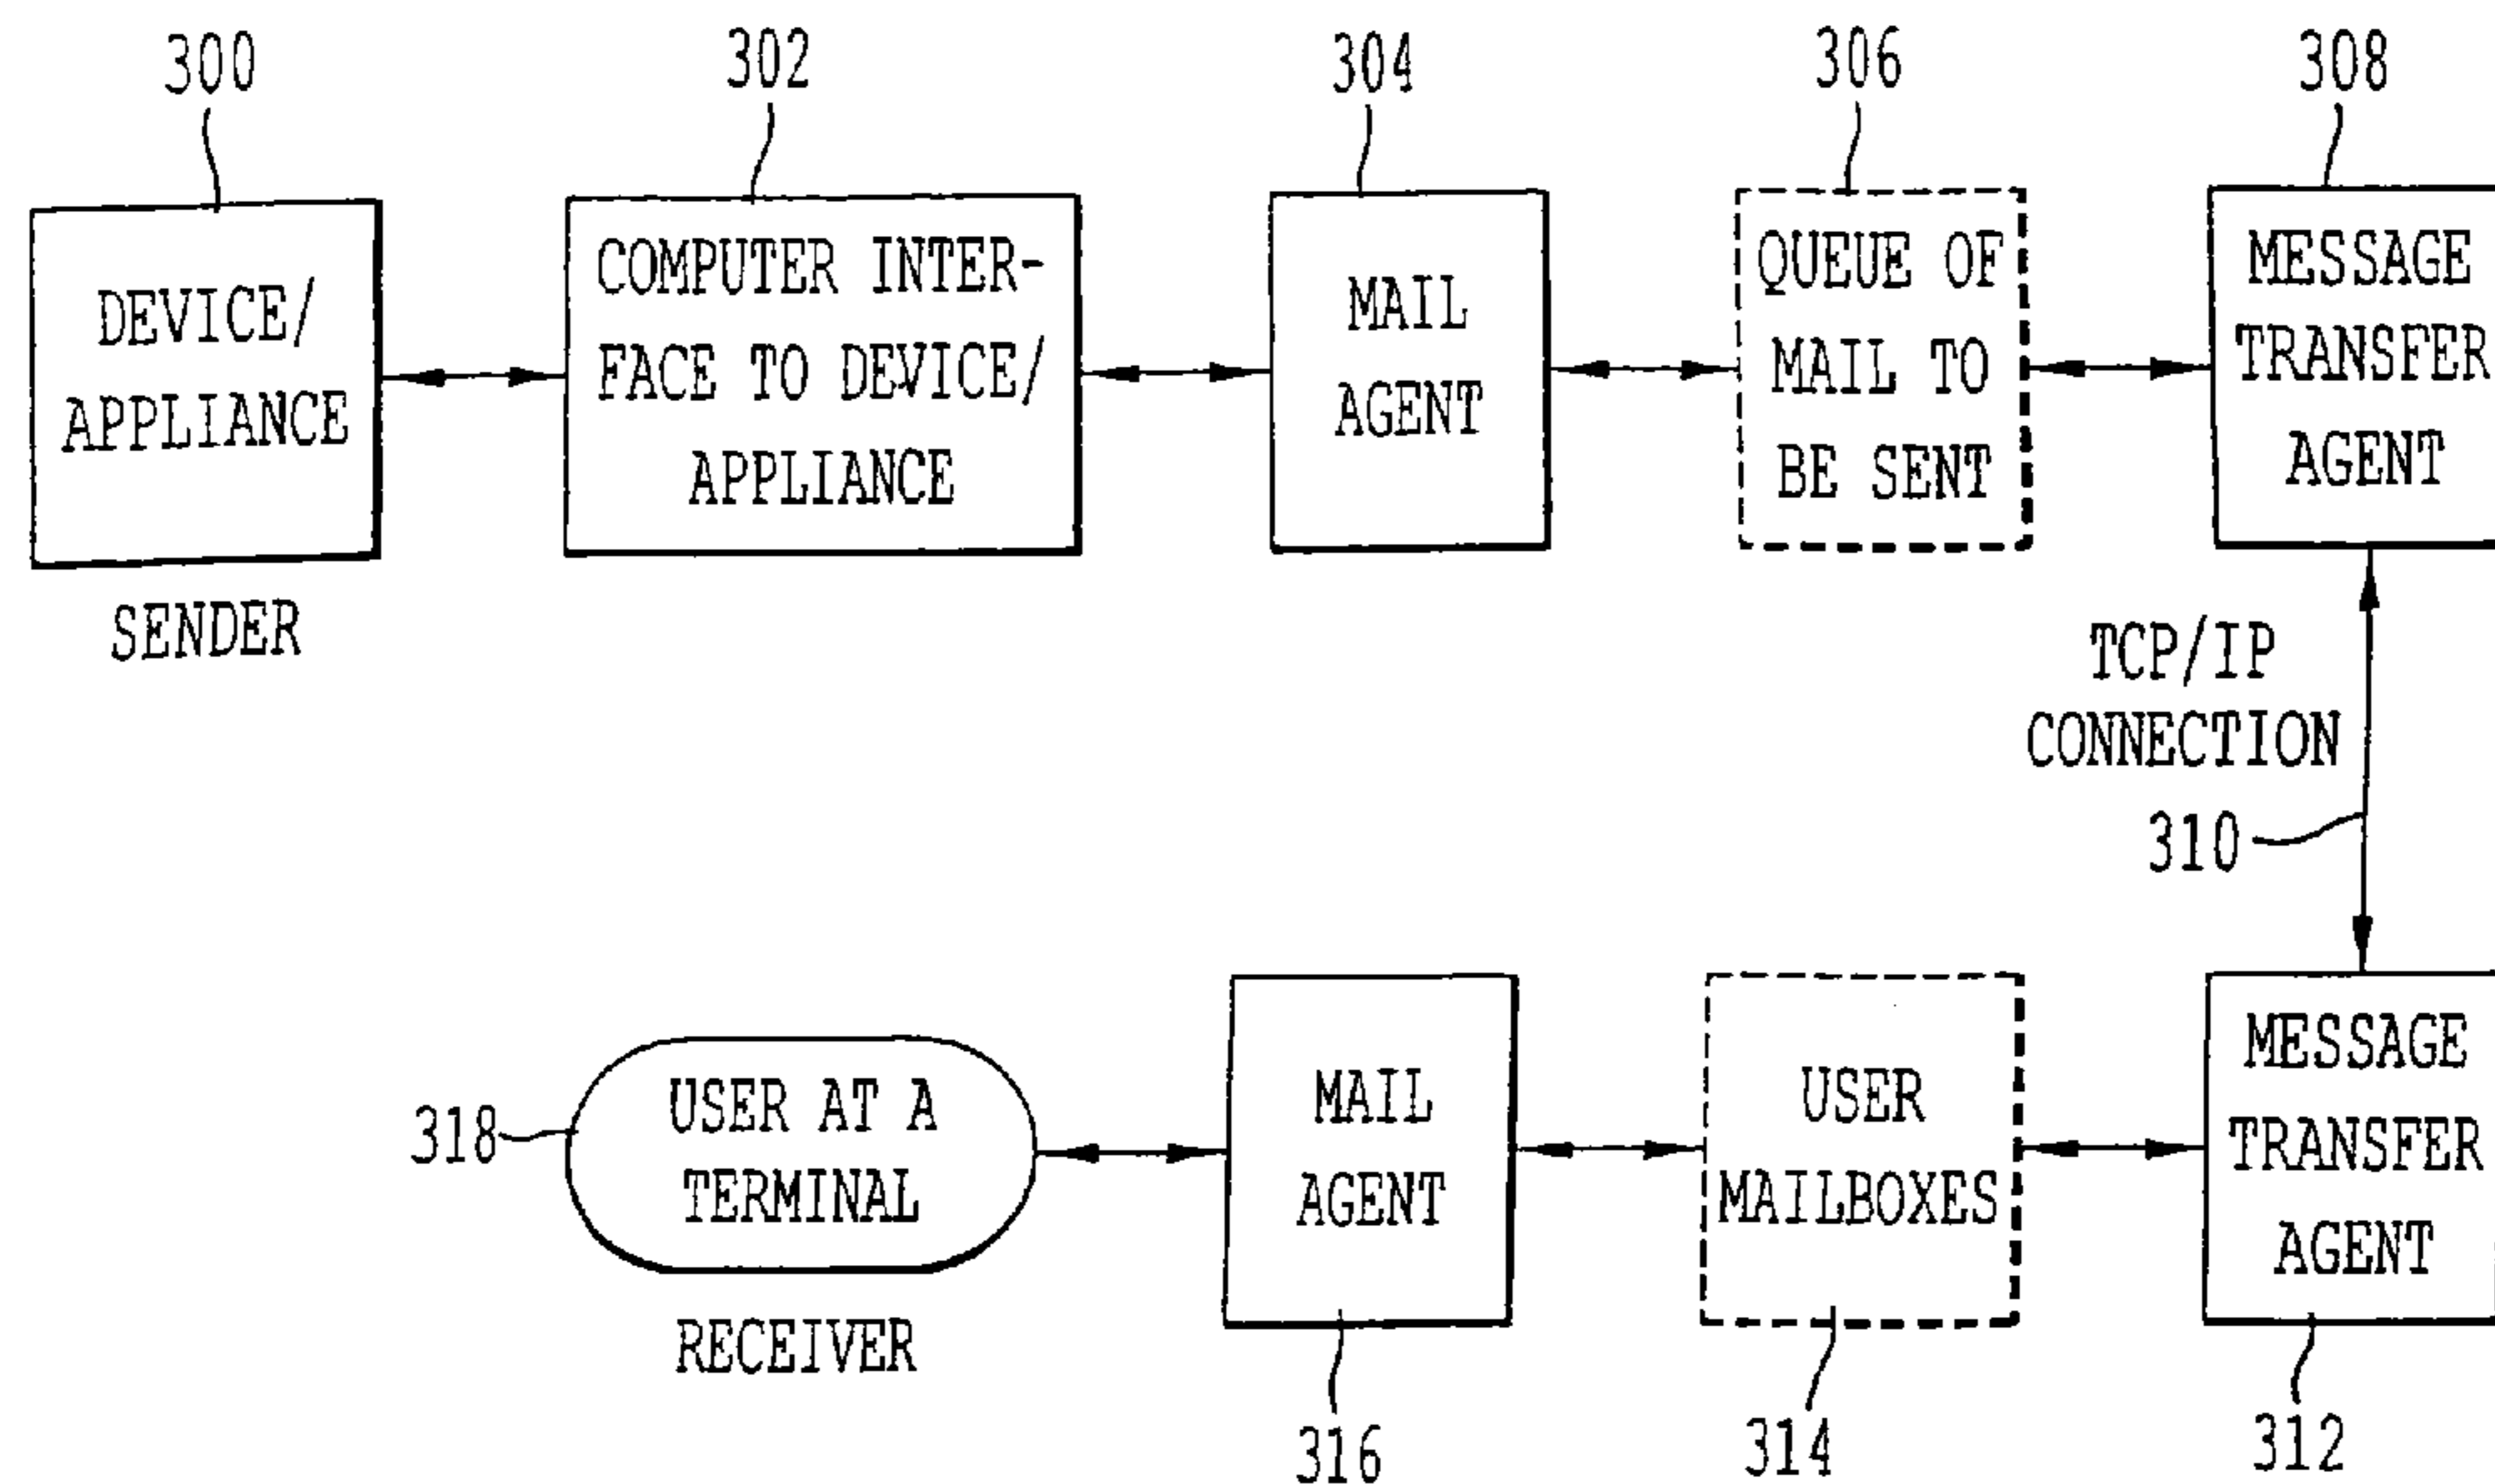 300
302
304
306
308
DEVICE/
APPLIANCE
COMPUTER INTER-
FACE TO DEVICE/
APPLIANCE
MAIL
AGENT
QUEUE OF
MAIL TO
BE SENT
MESSAGE
TRANSFER
AGENT
SENDER
TCP/IP
CONNECTION
310
318
USER AT A
TERMINAL
RECEIVER
MAIL
AGENT
USER
MAILBOXES
MESSAGE
TRANSFER
AGENT
316
314
312